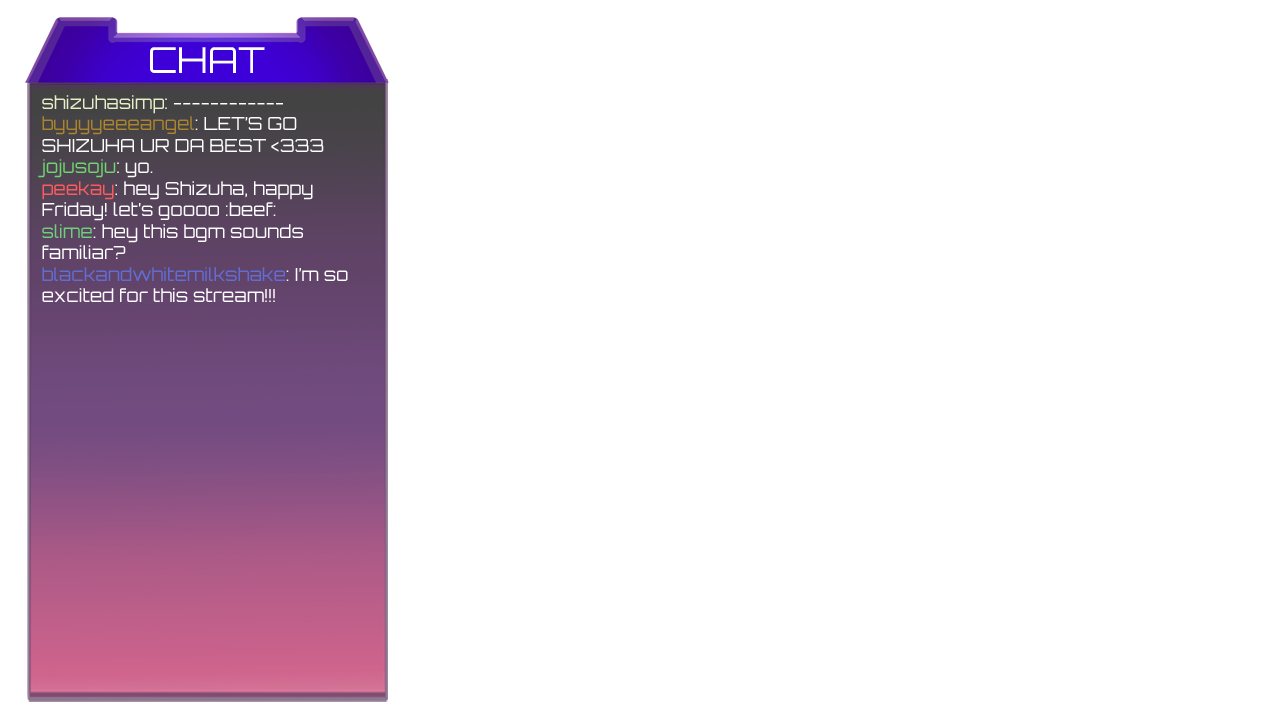 CHAT
shizuhasimp: ------------
byyyyeeeangel: LET'S GO
SHIZUHA UR DA BEST <333
jojusoju: yo.
peekay: hey Shizuha, happy
Friday! let's goooo :beef:
slime: hey this bgm sounds
familiar?
blackandwhitemilkshake: I'm so
excited for this stream!!!